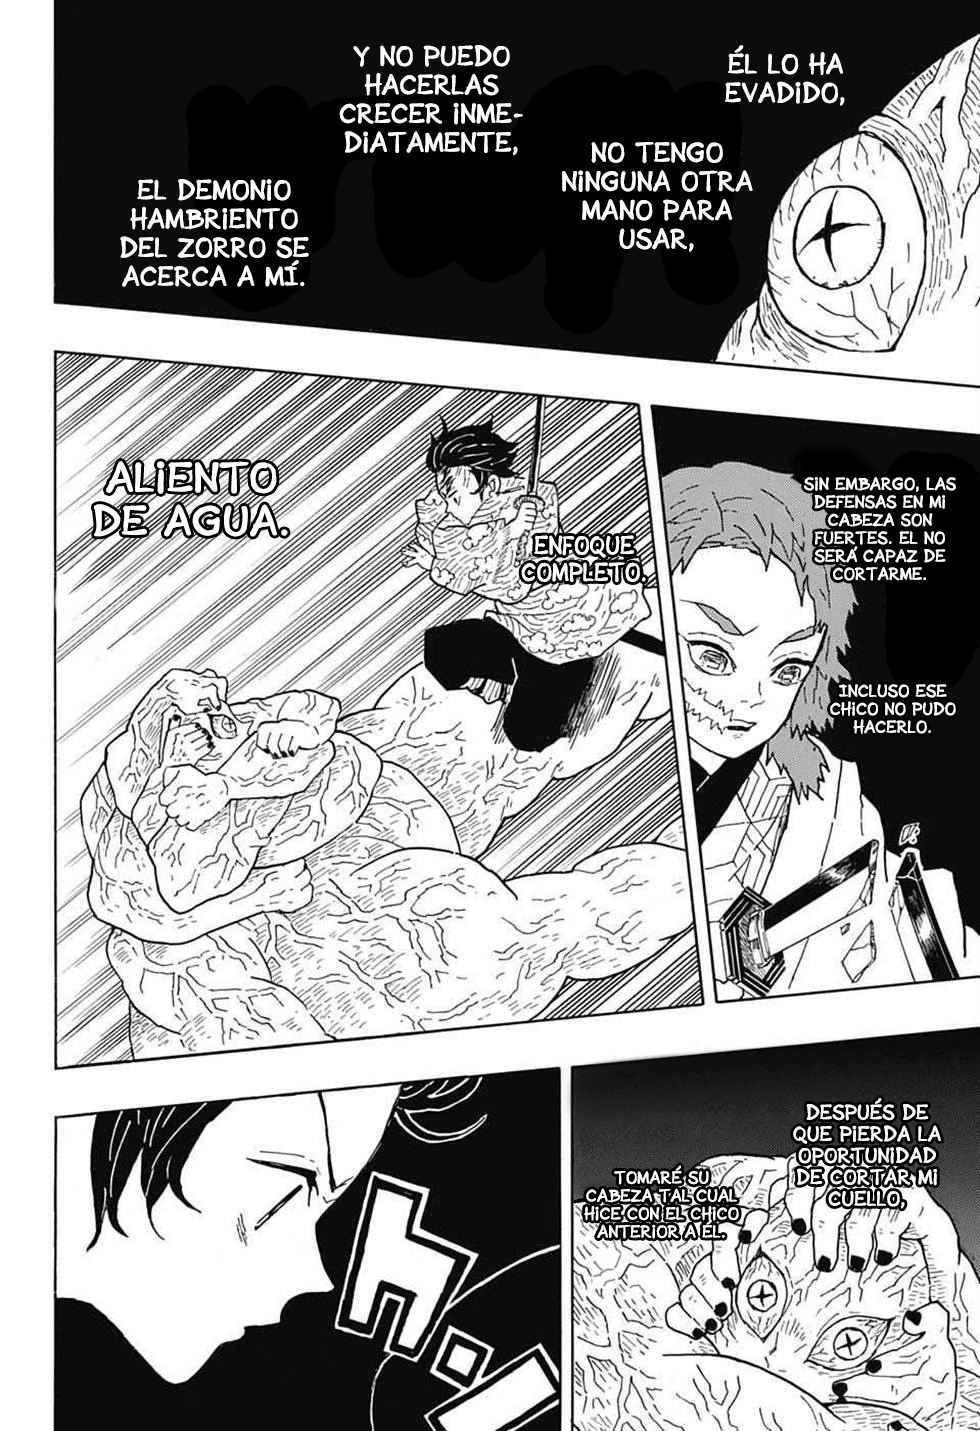 ÉL LO HA
EVADIDO,
NO TENGO
NINGUNA OTRA
MANO PARA
USAR,
Y NO PUEDO
HACERLAS
CRECER INME-
DIATAMENTE,
EL DEMONIO
HAMBRIENTO
DEL ZORRO SE
ACERCA A MÍ.
SIN EMBARGO, LAS
DEFENSAS EN MI
CABEZA SON
FUERTES. EL NO
SERÁ CAPAZ DE
CORTARME.
INCLUSO ESE
CHICO NO PUDO
HACERLO.
ENFOQUE
COMPLETO.
ALIENTO
DE AGUA.
DESPUÉS DE
QUE PIERDA LA
OPORTUNIDAD
DE CORTAR MI
CUELLO,
TOMARÉ SU
CABEZA TAL CUAL
HICE CON EL CHICO
ANTERIOR A ÉL.